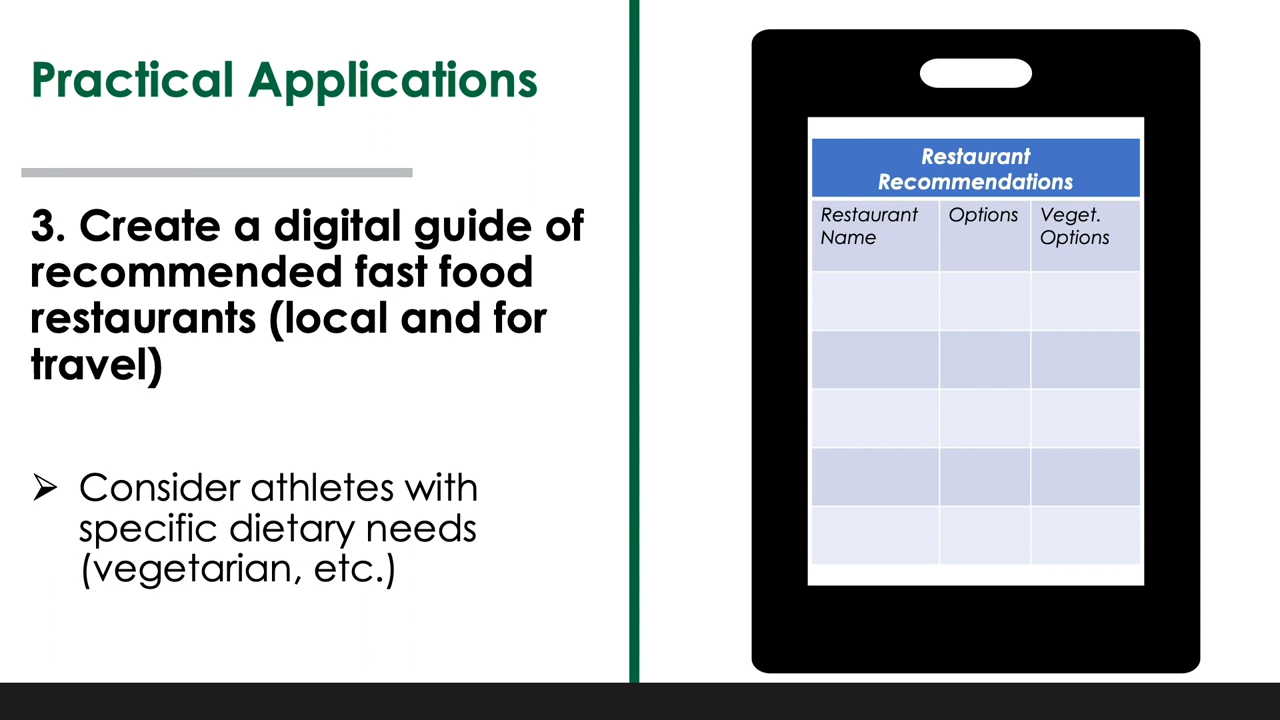 Practical Applications
3. Create a digital guide of
recommended fast food
restaurants (local and for
travel)
➢ Consider athletes with
specific dietary needs
(vegetarian, etc.)
Restaurant
Recommendations
Restaurant Name
Options
Veget. Options